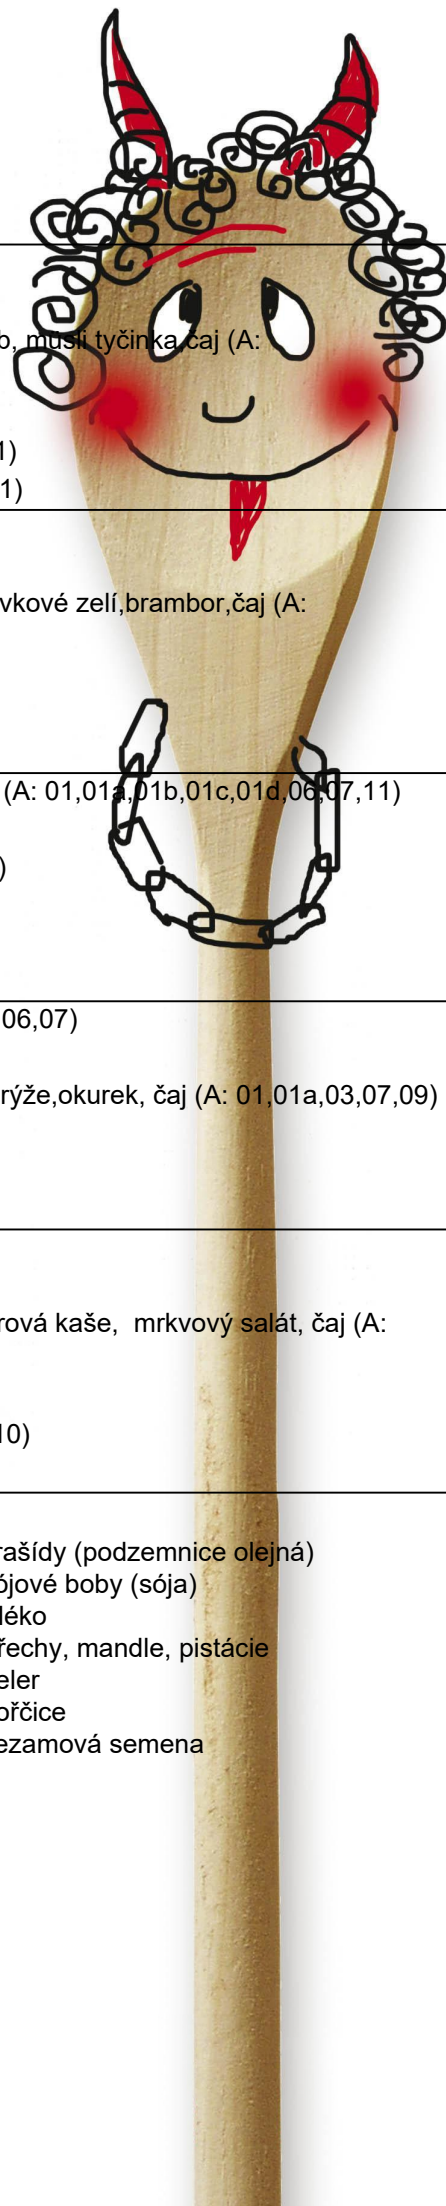 müsli tyčinka,čaj (A:
1)
1)
vkové zelí,brambor,čaj (A:
(A: 01,01a,01b,01c,01d,06,07,11)
)
06,07)
rýže,okurek, čaj (A: 01,01a,03,07,09)
rová kaše, mrkvový salát, čaj (A:
10)
rašídy (podzemnice olejná)
ójové boby (sója)
léko
řechy, mandle, pistácie
eler
ořčice
ezamová semena